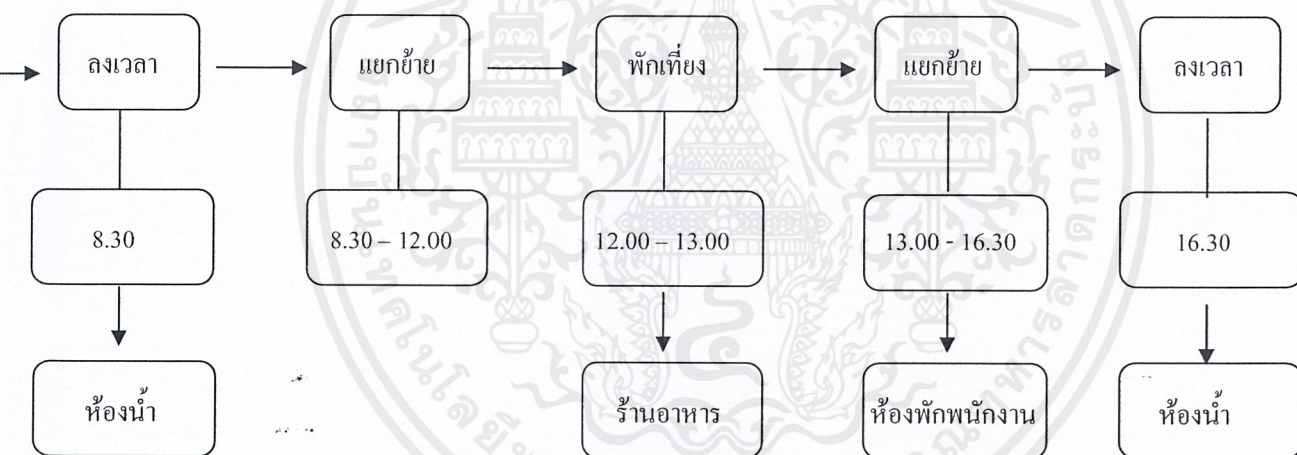 ลงเวลา
แยกย้าย
พักเที่ยง
แยกย้าย
ลงเวลา
8.30
8.30 – 12.00
12.00 – 13.00
13.00 - 16.30
16.30
ห้องน้ำ
ร้านอาหาร
ห้องพักพนักงาน
ห้องน้ำ